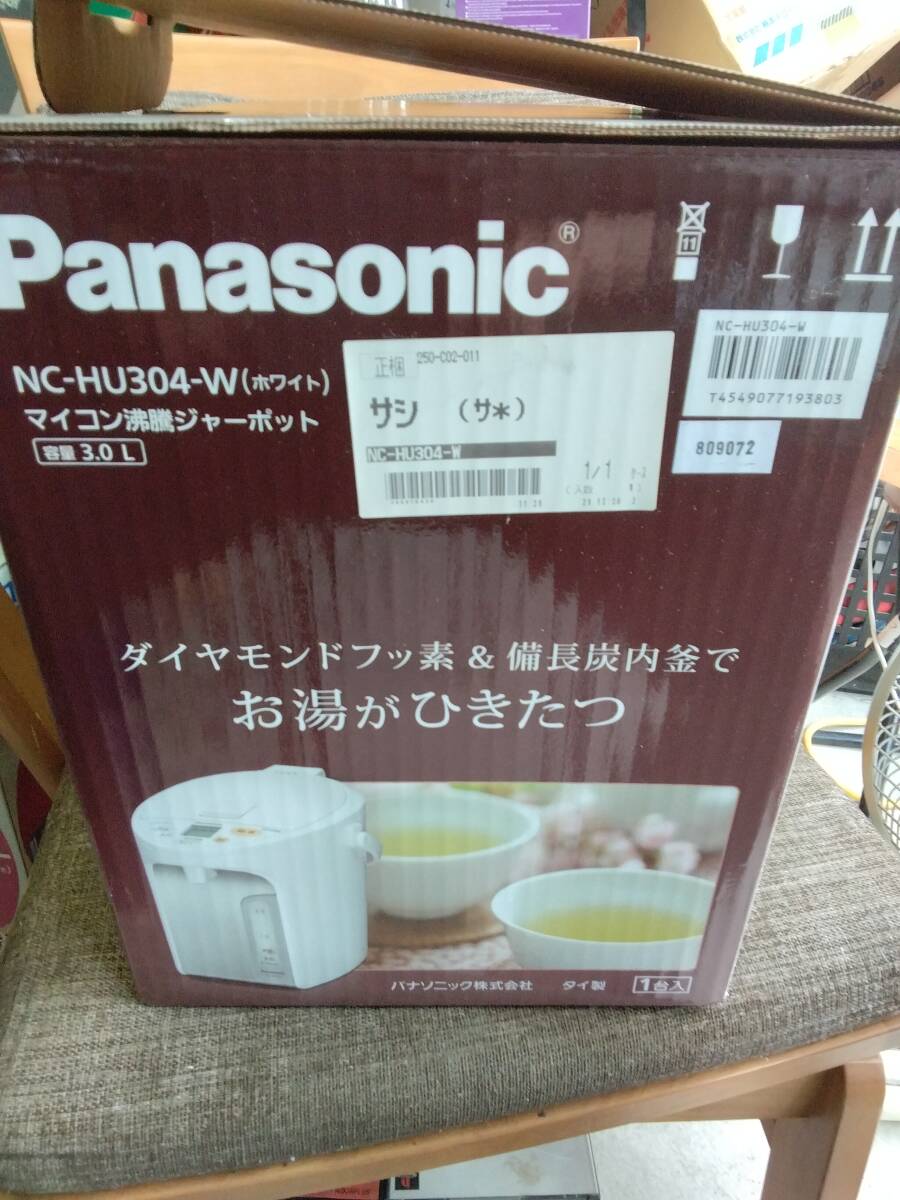 Panasonic®
NC-HU304-W(ホワイト)
マイコン沸騰ジャーポット
容量 3.0 L
正梱 250-C02-011
サシ (サ*)
NC-HU304-W
1/1
11
NC-HU304-W
T4549077193803
809072
ダイヤモンドフッ素&備長炭内釜で
お湯がひきたつ
パナソニック株式会社 タイ製 1台入